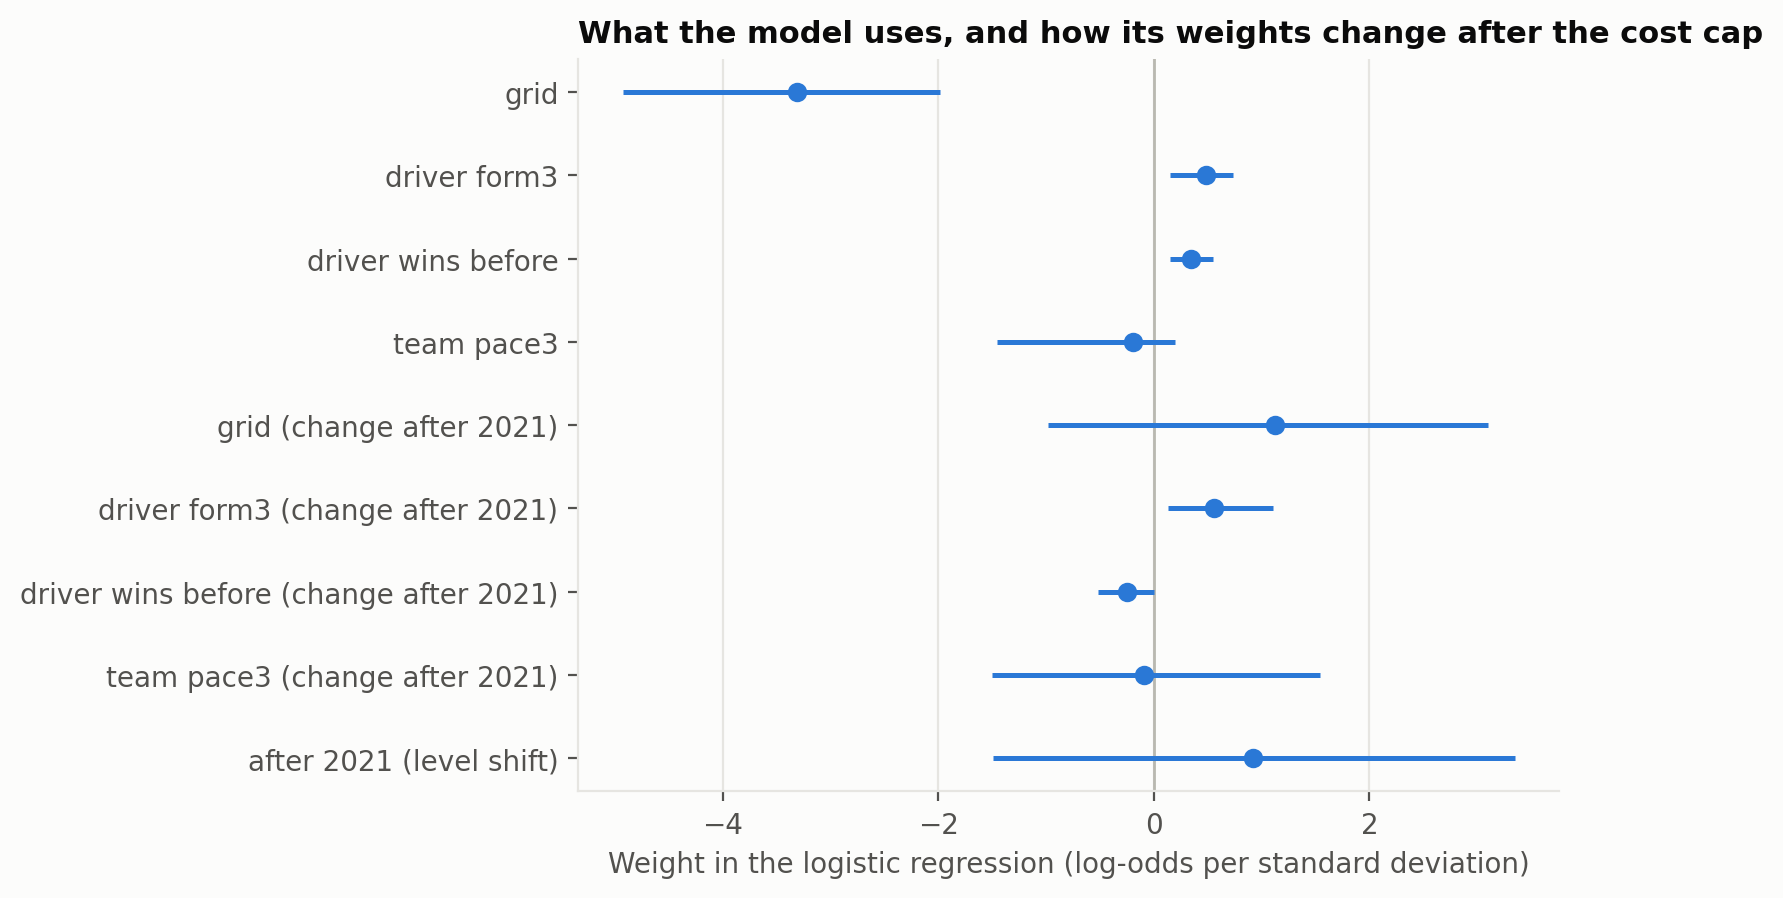 What the model uses, and how its weights change after the cost cap
grid
driver form3
driver wins before
team pace3
grid (change after 2021)
driver form3 (change after 2021)
driver wins before (change after 2021)
team pace3 (change after 2021)
after 2021 (level shift)
−4 −2 0 2
Weight in the logistic regression (log-odds per standard deviation)